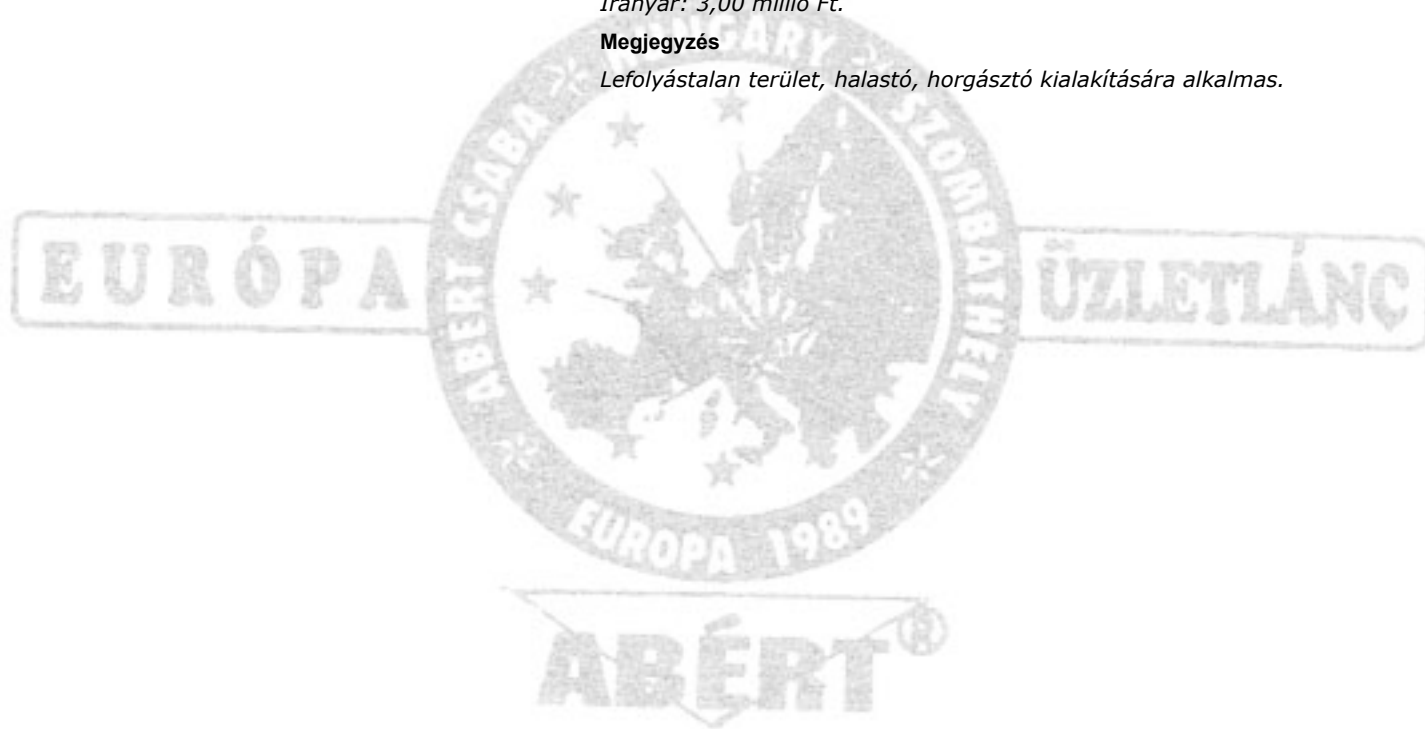 Irányár: 3,00 millió Ft.
Megjegyzés
Lefolyástalan terület, halastó, horgásztó kialakítására alkalmas.
ABÉRT CSABA HUNGARY SZOMBATHELY
EURÓPA
ÜZLETLÁNC
EUROPA 1989
ABÉRT®